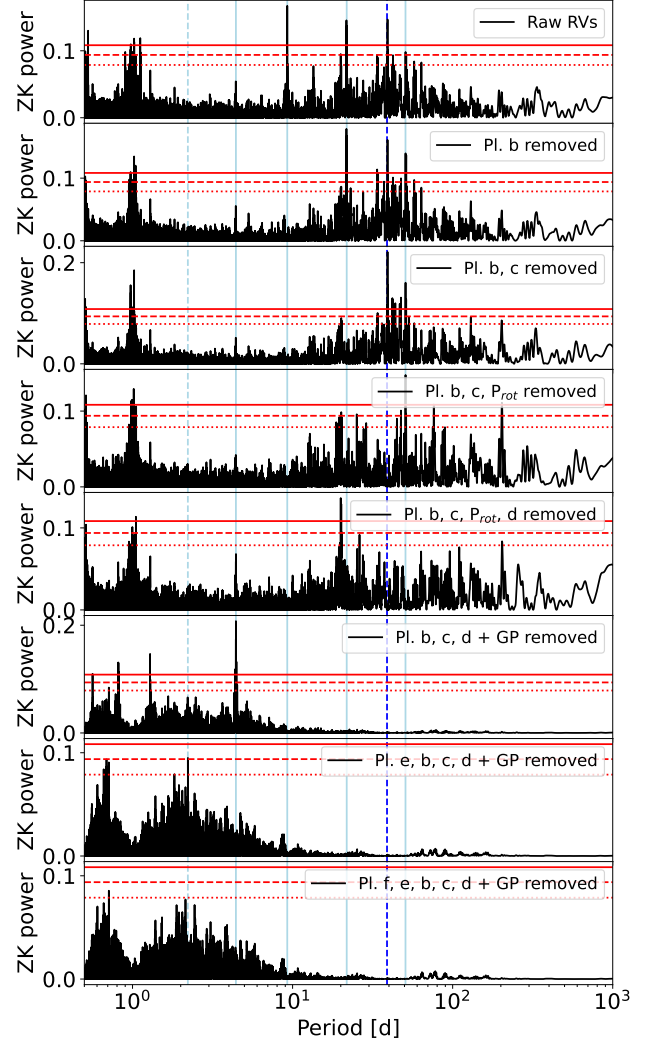 ZK power
0.1
0.0
Raw RVs
ZK power
0.1
0.0
Pl. b removed
ZK power
0.2
0.0
Pl. b, c removed
ZK power
0.1
0.0
Pl. b, c, P_rot removed
ZK power
0.1
0.0
Pl. b, c, P_rot, d removed
ZK power
0.2
0.0
Pl. b, c, d + GP removed
ZK power
0.1
0.0
Pl. e, b, c, d + GP removed
ZK power
0.1
0.0
Pl. f, e, b, c, d + GP removed
10^0 10^1 10^2 10^3
Period [d]